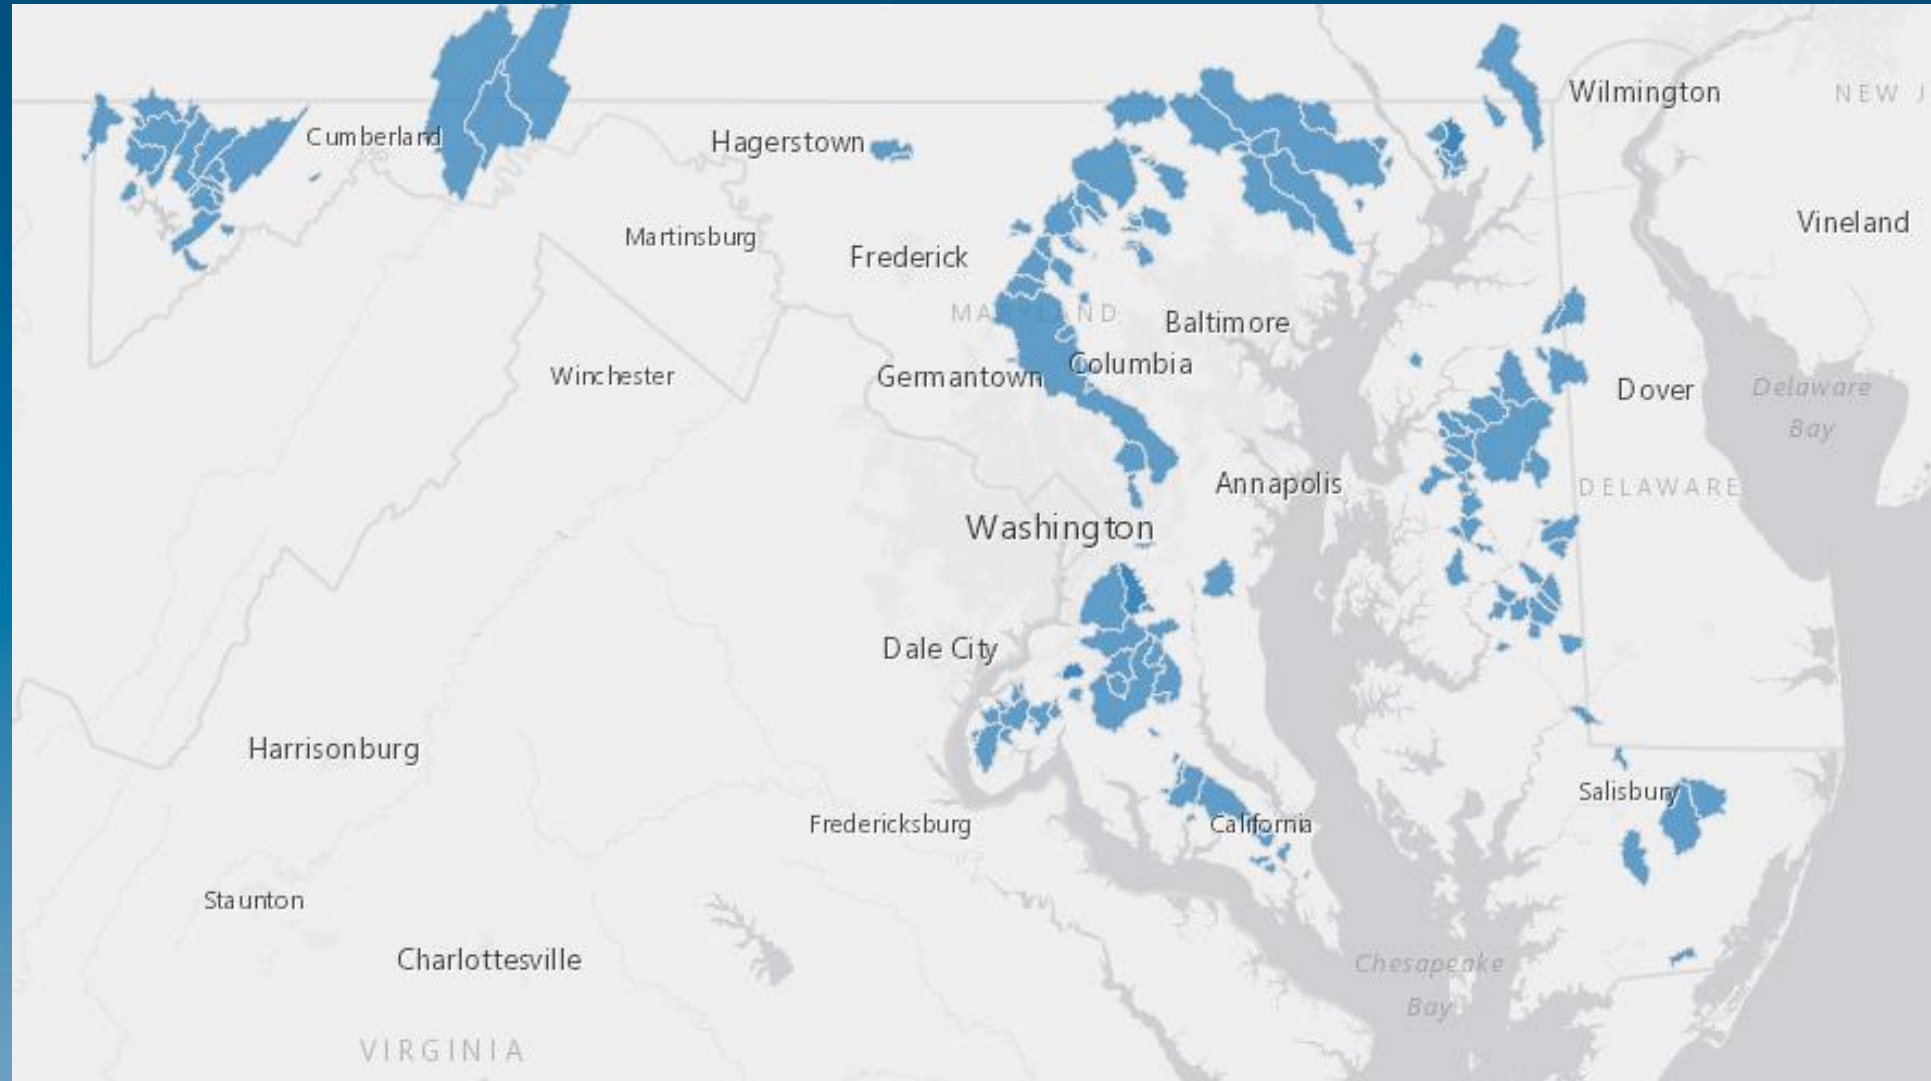 Wilmington
NEW J
Cumberland
Hagerstown
Vineland
Martinsburg
Frederick
MARYLAND
Baltimore
Columbia
Winchester
Germantown
Dover
Delaware
Bay
Annapolis
DELAWARE
Washington
Dale City
Harrisonburg
Salisbury
Fredericksburg
California
Staunton
Charlottesville
Chesapeake
Bay
VIRGINIA